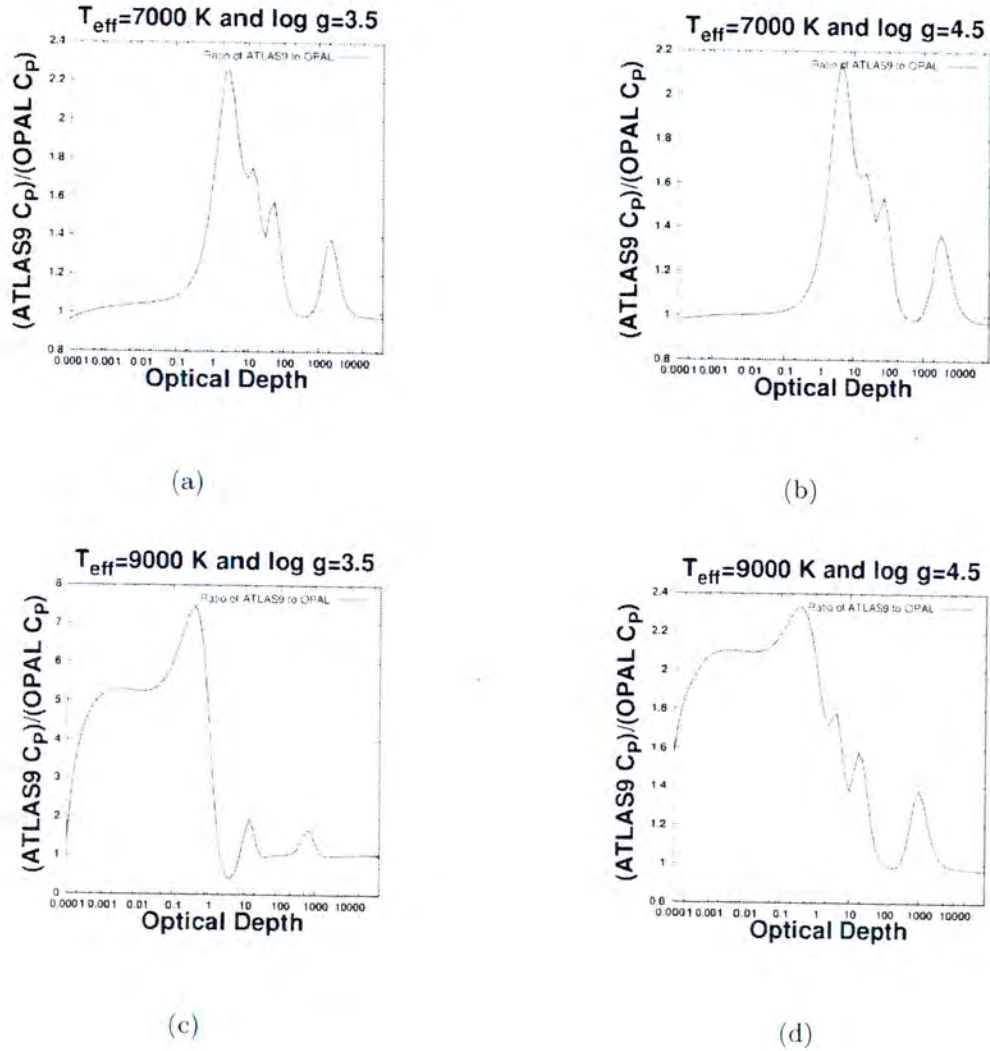 T_eff=7000 K and log g=3.5
Ratio of ATLAS9 to OPAL
(ATLAS9 C_p)/(OPAL C_p)
2.4
2.2
2
1.8
1.6
1.4
1.2
1
0.8
0.0001 0.001 0.01 0.1 1 10 100 1000 10000
Optical Depth
(a)
T_eff=7000 K and log g=4.5
Ratio of ATLAS9 to OPAL
(ATLAS9 C_p)/(OPAL C_p)
2.2
2
1.8
1.6
1.4
1.2
1
0.8
0.0001 0.001 0.01 0.1 1 10 100 1000 10000
Optical Depth
(b)
T_eff=9000 K and log g=3.5
Ratio of ATLAS9 to OPAL
(ATLAS9 C_p)/(OPAL C_p)
8
7
6
5
4
3
2
1
0
0.0001 0.001 0.01 0.1 1 10 100 1000 10000
Optical Depth
(c)
T_eff=9000 K and log g=4.5
Ratio of ATLAS9 to OPAL
(ATLAS9 C_p)/(OPAL C_p)
2.4
2.2
2
1.8
1.6
1.4
1.2
1
0.8
0.0001 0.001 0.01 0.1 1 10 100 1000 10000
Optical Depth
(d)